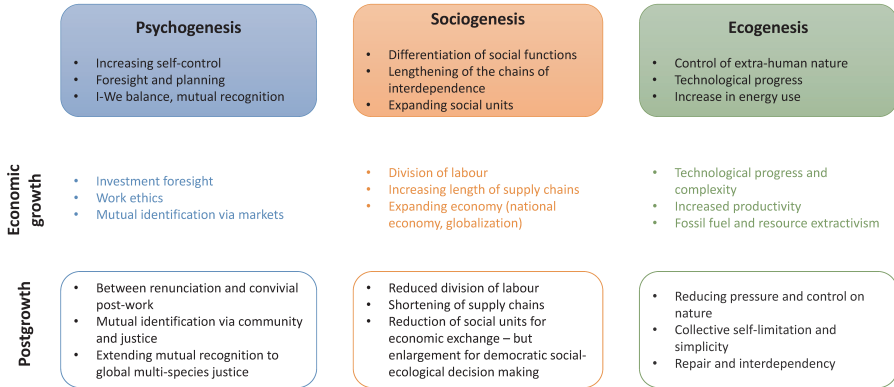 Psychogenesis
• Increasing self-control
• Foresight and planning
• I-We balance, mutual recognition
Sociogenesis
• Differentiation of social functions
• Lengthening of the chains of
interdependence
• Expanding social units
Ecogenesis
• Control of extra-human nature
• Technological progress
• Increase in energy use
Economic
growth
• Investment foresight
• Work ethics
• Mutual identification via markets
• Division of labour
• Increasing length of supply chains
• Expanding economy (national
economy, globalization)
• Technological progress and
complexity
• Increased productivity
• Fossil fuel and resource extractivism
Postgrowth
• Between renunciation and convivial
post-work
• Mutual identification via community
and justice
• Extending mutual recognition to
global multi-species justice
• Reduced division of labour
• Shortening of supply chains
• Reduction of social units for
economic exchange – but
enlargement for democratic social-
ecological decision making
• Reducing pressure and control on
nature
• Collective self-limitation and
simplicity
• Repair and interdependency